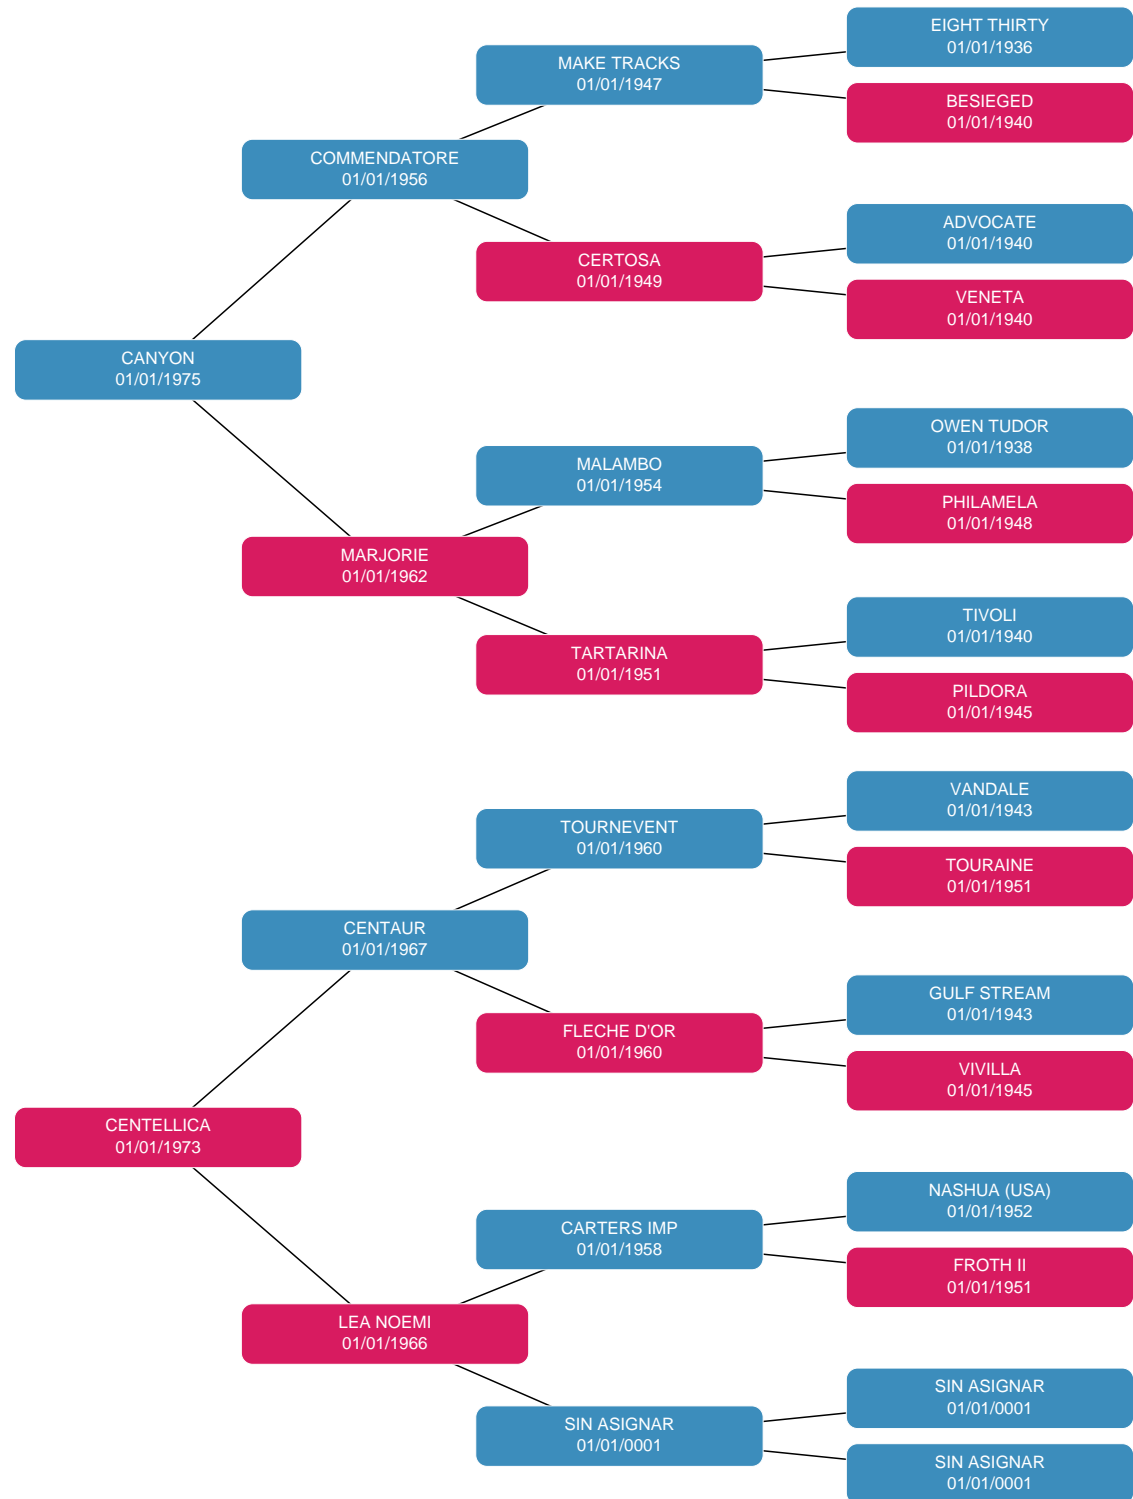 EIGHT THIRTY
01/01/1936
MAKE TRACKS
01/01/1947
BESIEGED
01/01/1940
COMMENDATORE
01/01/1956
ADVOCATE
01/01/1940
CERTOSA
01/01/1949
VENETA
01/01/1940
CANYON
01/01/1975
OWEN TUDOR
01/01/1938
MALAMBO
01/01/1954
PHILAMELA
01/01/1948
MARJORIE
01/01/1962
TIVOLI
01/01/1940
TARTARINA
01/01/1951
PILDORA
01/01/1945
VANDALE
01/01/1943
TOURNEVENT
01/01/1960
TOURAINE
01/01/1951
CENTAUR
01/01/1967
GULF STREAM
01/01/1943
FLECHE D'OR
01/01/1960
VIVILLA
01/01/1945
CENTELLICA
01/01/1973
NASHUA (USA)
01/01/1952
CARTERS IMP
01/01/1958
FROTH II
01/01/1951
LEA NOEMI
01/01/1966
SIN ASIGNAR
01/01/0001
SIN ASIGNAR
01/01/0001
SIN ASIGNAR
01/01/0001